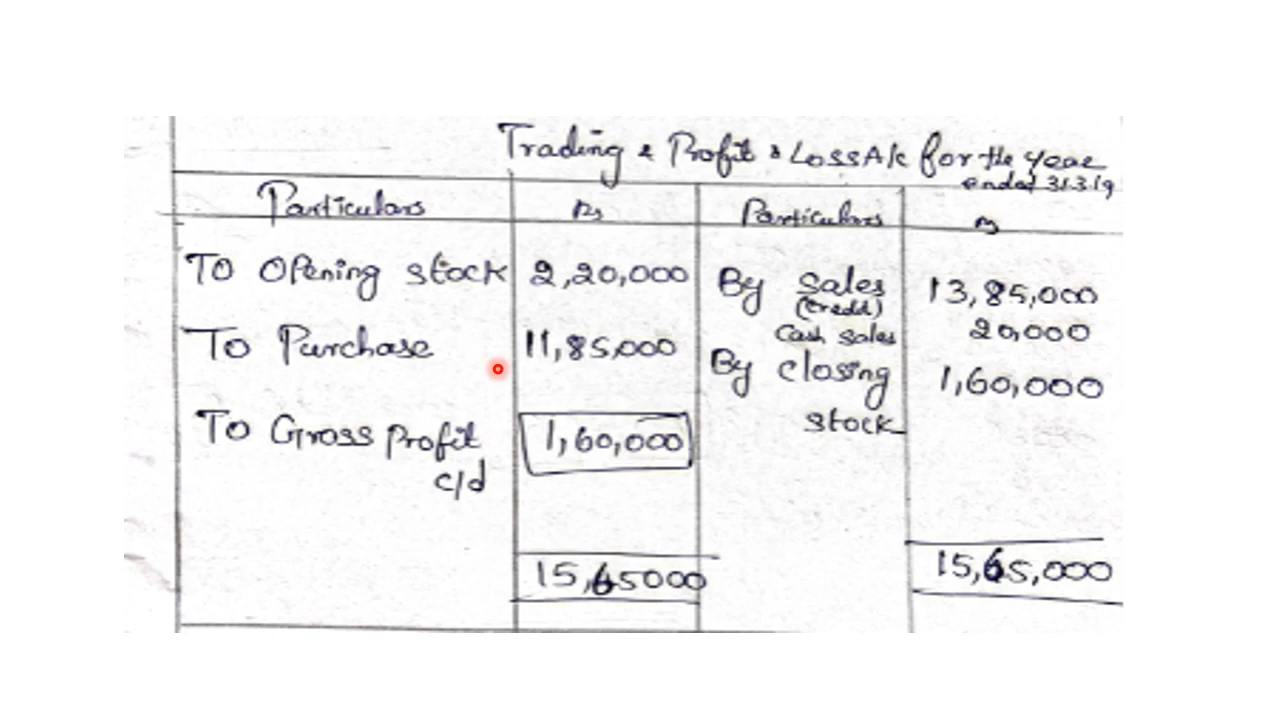 Trading & Profit & Loss A/c for the year
ended 31.3.19
Particulars Rs Particulars Rs
To Opening stock 2,20,000 By Sales 13,85,000
(Credit)
Cash sales 20,000
To Purchase 11,85,000 By closing 1,60,000
stock
To Gross Profit 1,60,000
c/d
15,65000 15,65,000